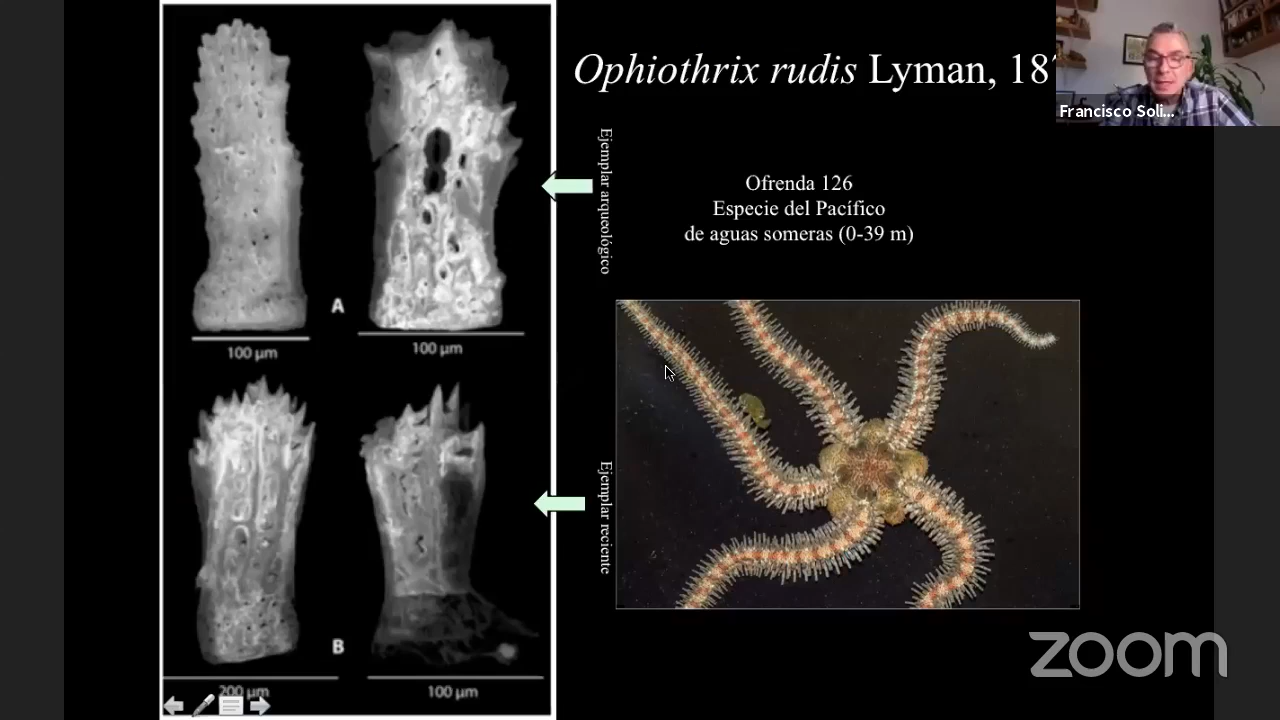 Ophiothrix rudis Lyman, 18
Francisco Soli...
Ejemplar arqueológico
Ofrenda 126
Especie del Pacífico
de aguas someras (0-39 m)
A
100 µm
100 µm
Ejemplar reciente
B
200 µm
100 µm
zoom